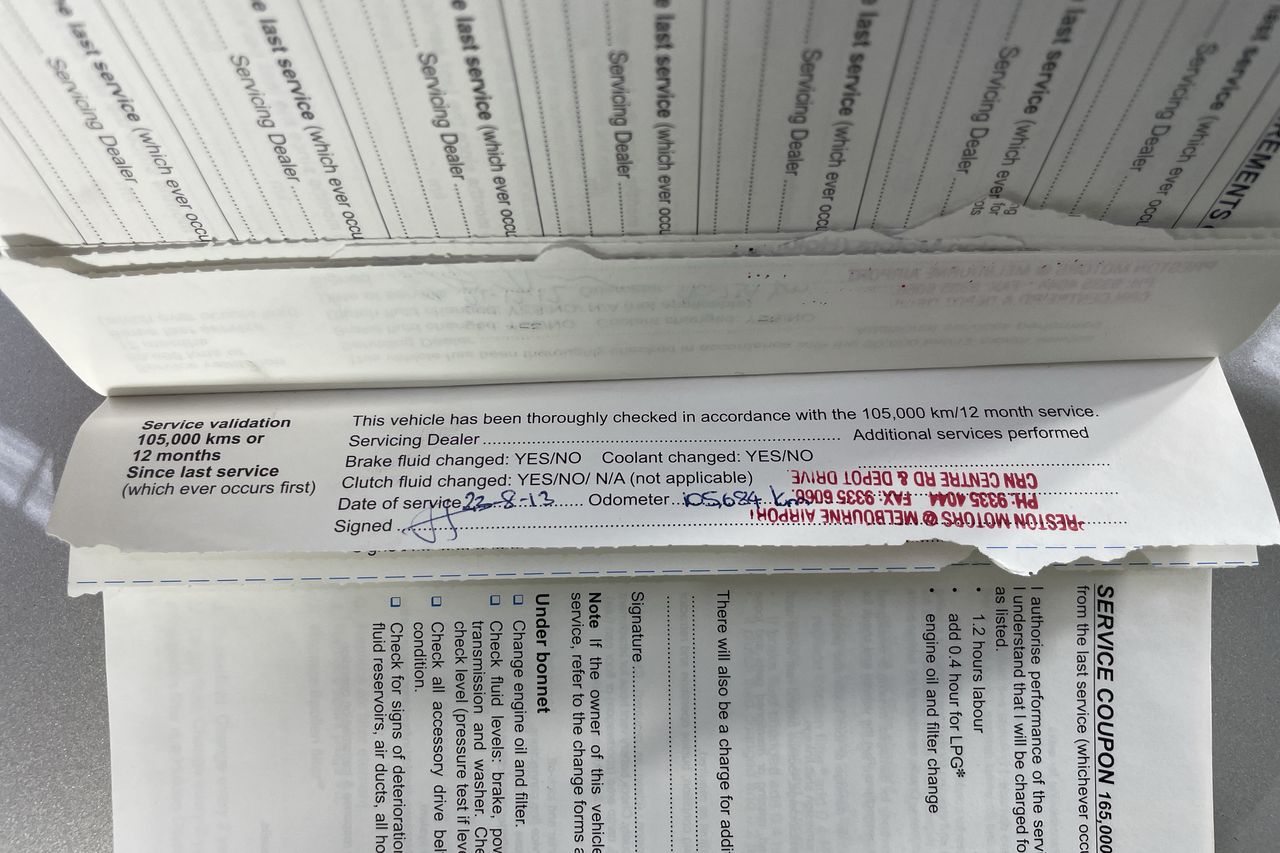 e last service (which ever occu
Servicing Dealer
e last service (which ever occu
Servicing Dealer
e last service (which ever occu
Servicing Dealer
e last service (which ever occu
Servicing Dealer
e last service (which ever occu
Servicing Dealer
last service (which ever
Servicing Dealer
last service (which ever occu
Servicing Dealer
Service validation
105,000 kms or
12 months
Since last service
(which ever occurs first)
This vehicle has been thoroughly checked in accordance with the 105,000 km/12 month service.
Servicing Dealer
Additional services performed
Brake fluid changed: YES/NO Coolant changed: YES/NO
Clutch fluid changed: YES/NO/ N/A (not applicable)
Date of service 23-8-13 Odometer 105,684 km
Signed
PRESTON MOTORS @ MELBOURNE AIRPORT
PH: 9335 4044 FAX: 9335 6066
CRN CENTRE RD & DEPOT DRIVE.
SERVICE COUPON 165,000
from the last service (whichever occu
I authorise performance of the servi
I understand that I will be charged fo
as listed.
• 1.2 hours labour
• add 0.4 hour for LPG*
• engine oil and filter change
There will also be a charge for addi
Signature
Note If the owner of this vehicle
service, refer to the change forms a
Under bonnet
Change engine oil and filter.
Check fluid levels: brake, pow
transmission and washer. Che
check level (pressure test if leve
Check all accessory drive bel
condition.
Check for signs of deterioration
fluid reservoirs, air ducts, all ho